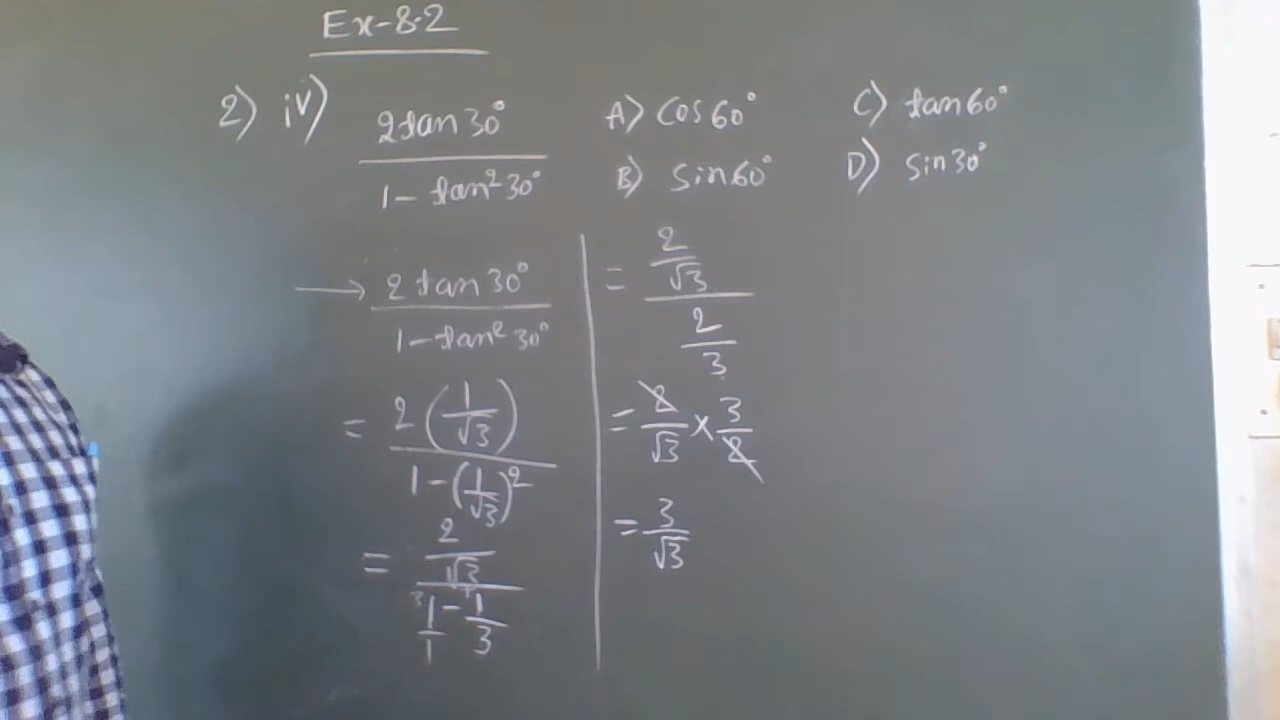 Ex-8.2
2) iv) 2tan30° / 1-tan²30°
A) cos60°
B) sin60°
C) tan60°
D) sin30°
→ 2tan30° / 1-tan²30°
= 2(1/√3) / 1-(1/√3)²
= 2/√3 / 1/1 - 1/3
= 2/√3 / 2/3
= 2/√3 × 3/2
= 3/√3